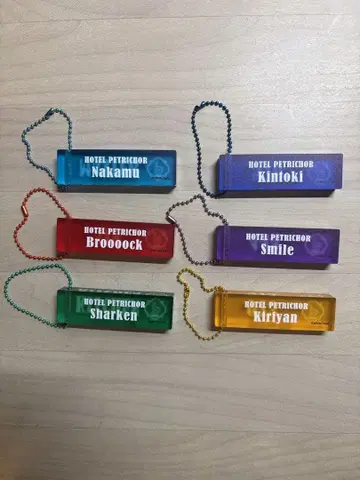 HOTEL PETRICHOR
Nakamu
HOTEL PETRICHOR
Kintoki
HOTEL PETRICHOR
Broooock
HOTEL PETRICHOR
Smile
HOTEL PETRICHOR
Sharken
HOTEL PETRICHOR
Kiriyan